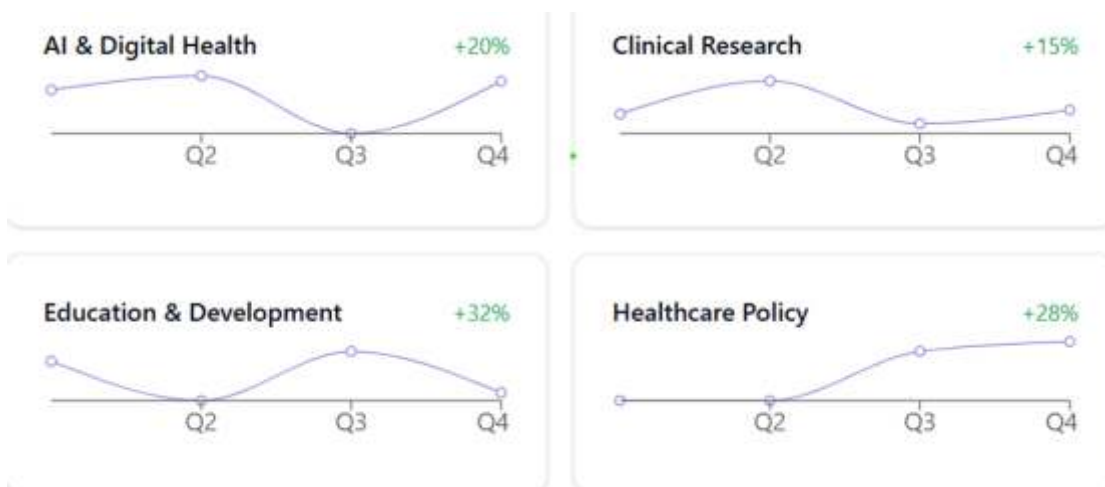 AI & Digital Health +20%
Q2 Q3 Q4
Clinical Research +15%
Q2 Q3 Q4
Education & Development +32%
Q2 Q3 Q4
Healthcare Policy +28%
Q2 Q3 Q4